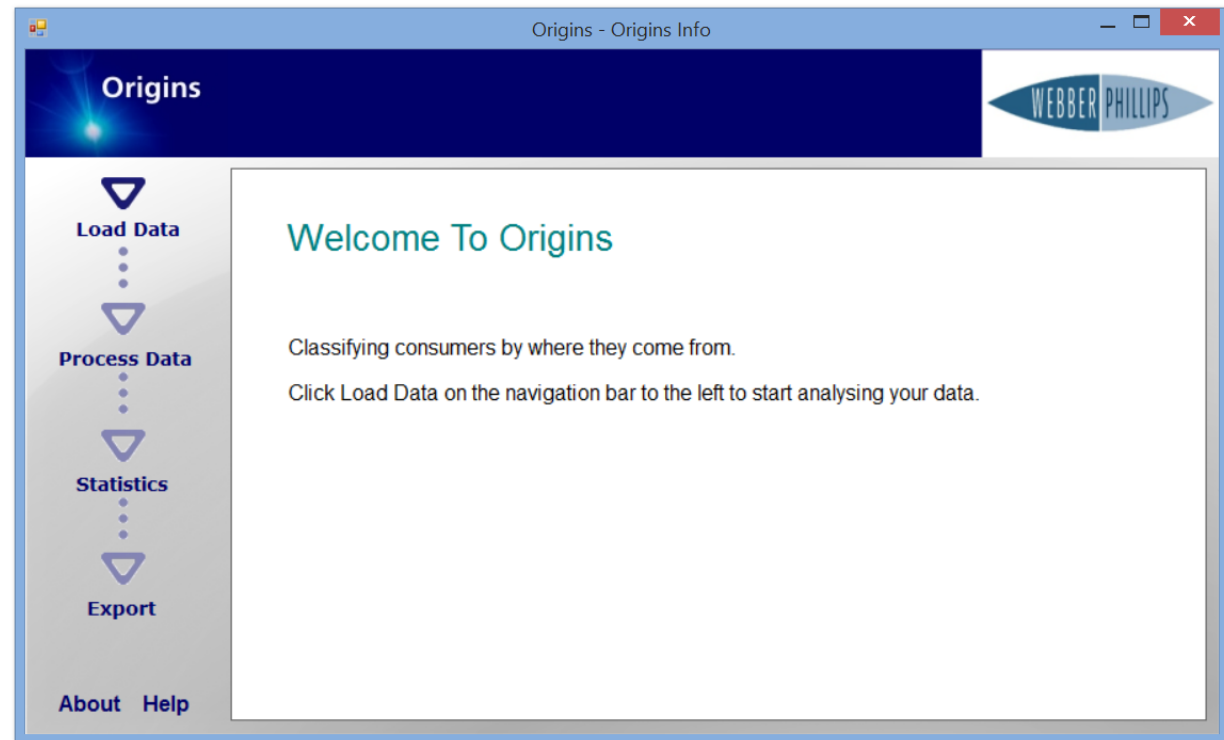 Origins - Origins Info
Origins
WEBBER PHILLIPS
Load Data
Process Data
Statistics
Export
About Help
Welcome To Origins
Classifying consumers by where they come from.
Click Load Data on the navigation bar to the left to start analysing your data.